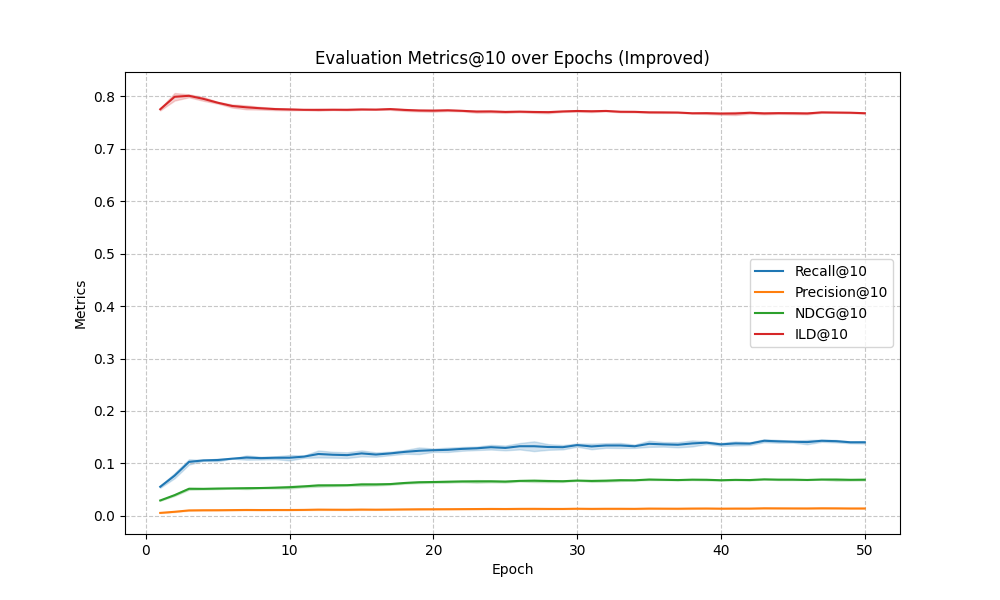 Evaluation Metrics@10 over Epochs (Improved)
0.8
0.7
0.6
0.5
0.4
0.3
0.2
0.1
0.0
Metrics
Recall@10
Precision@10
NDCG@10
ILD@10
0 10 20 30 40 50
Epoch